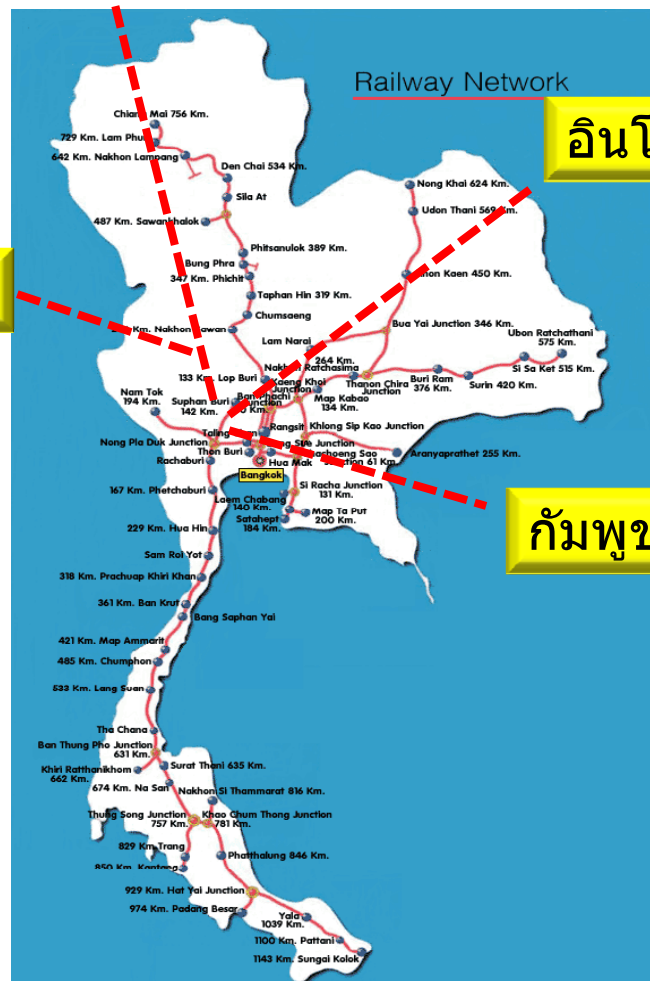 Railway Network
อินโ
Chiang Mai 756 Km.
729 Km. Lam Phun
642 Km. Nakhon Lampang
Den Chai 534 Km.
Sila At
487 Km. Sawankhalok
Nong Khai 624 Km.
Udon Thani 569 Km.
Phitsanulok 389 Km.
Bung Phra
347 Km. Phichit
Khon Kaen 450 Km.
Taphan Hin 319 Km.
Chumsaeng
Km. Nakhon Sawan
Bua Yai Junction 346 Km.
Lam Narai
264 Km.
Ubon Ratchathani
575 Km.
Nakhon Ratchasima
Si Sa Ket 515 Km.
133 Km. Lop Buri
Kaeng Khoi
Junction
Thanon Chira
Junction
Buri Ram
376 Km.
Surin 420 Km.
Nam Tok
194 Km.
Suphan Buri
142 Km.
Ban Phachi
Junction
Map Kabao
134 Km.
Rangsit
Khlong Sip Kao Junction
Nong Pla Duk Junction
Thon Buri
Junction 61 Km.
Aranyaprathet 255 Km.
Rachaburi
Hua Mak
Bangkok
167 Km. Phetchaburi
Si Racha Junction
131 Km.
Laem Chabang
140 Km.
Map Ta Put
200 Km.
Satahept
184 Km.
กัมพูช
229 Km. Hua Hin
Sam Roi Yot
318 Km. Prachuap Khiri Khan
361 Km. Ban Krut
Bang Saphan Yai
421 Km. Map Ammarit
485 Km. Chumphon
533 Km. Lang Suan
Tha Chana
Ban Thung Pho Junction
631 Km.
Khiri Ratthanikhom
662 Km.
Surat Thani 635 Km.
674 Km. Na San
Nakhon Si Thammarat 816 Km.
Thung Song Junction
757 Km.
Khao Chum Thong Junction
781 Km.
829 Km. Trang
Phatthalung 846 Km.
850 Km. Kantang
929 Km. Hat Yai Junction
974 Km. Padang Besar
Yala
1039 Km.
1100 Km. Pattani
1143 Km. Sungai Kolok